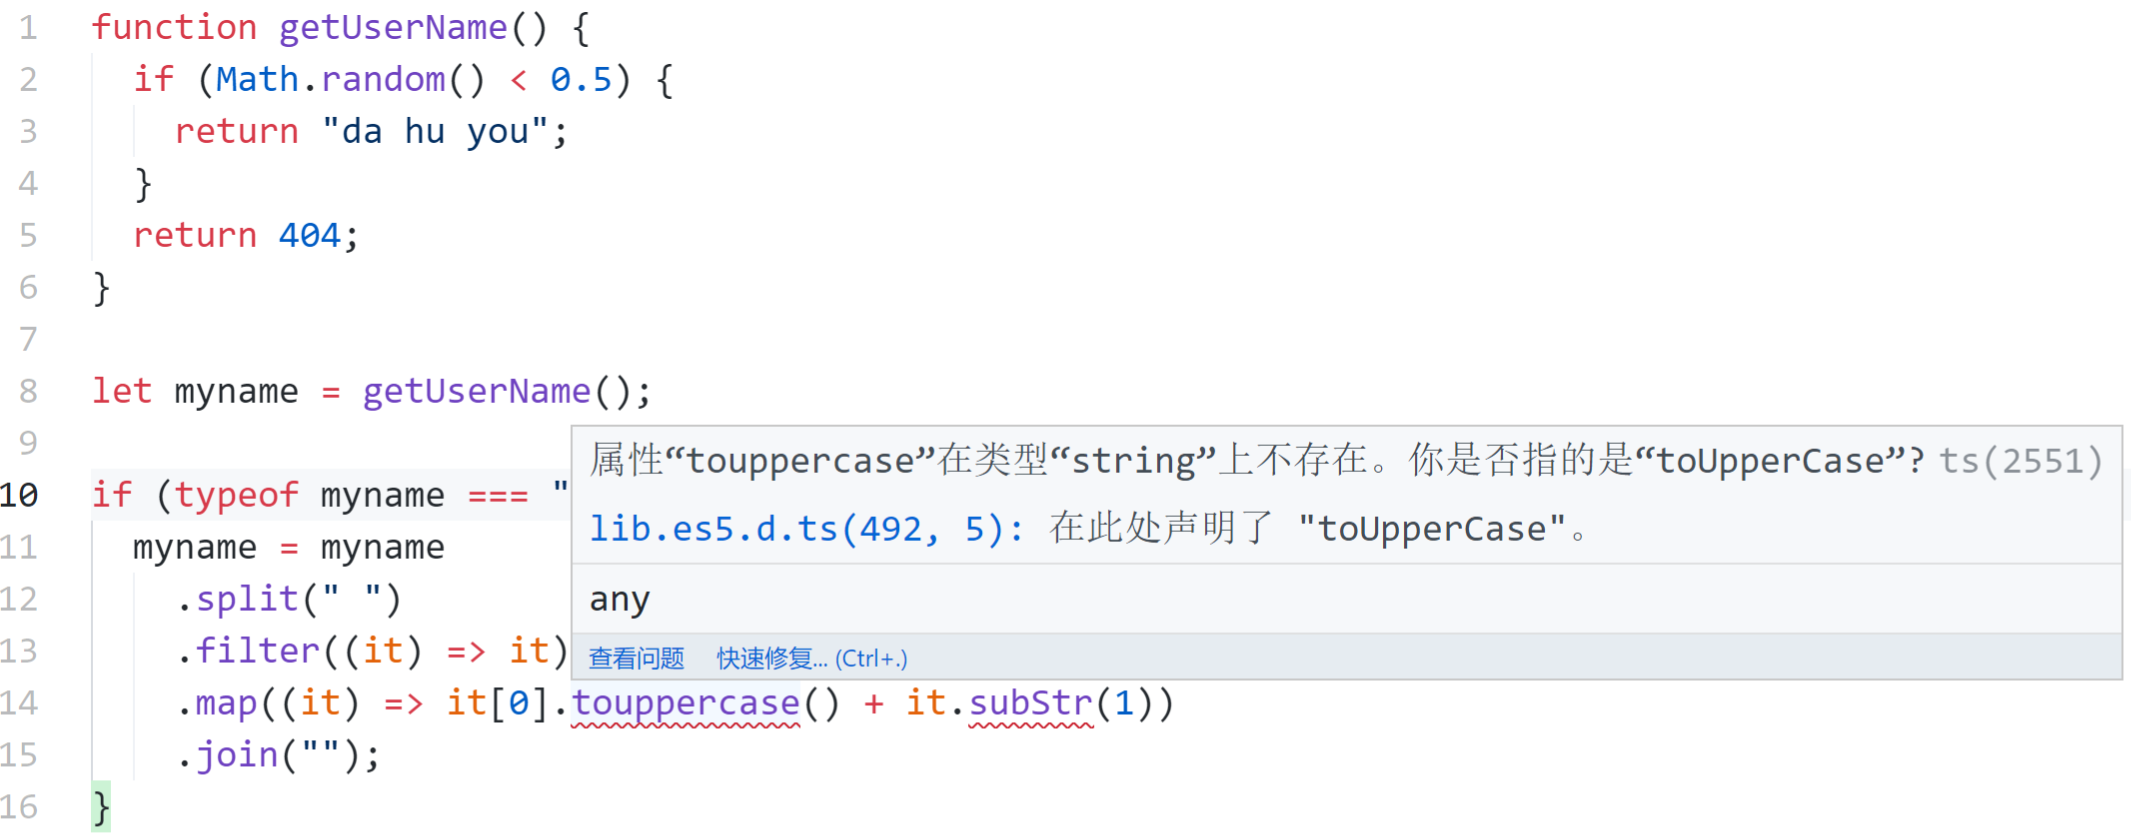 1 function getUserName() {
2 if (Math.random() < 0.5) {
3 return "da hu you";
4 }
5 return 404;
6 }
7
8 let myname = getUserName();
9
10 if (typeof myname === "
属性“touppercase”在类型“string”上不存在。你是否指的是“toUpperCase”? ts(2551)
lib.es5.d.ts(492, 5): 在此处声明了 "toUpperCase"。
any
查看问题 快速修复... (Ctrl+.)
11 myname = myname
12 .split(" ")
13 .filter((it) => it)
14 .map((it) => it[0].touppercase() + it.subStr(1))
15 .join("");
16 }